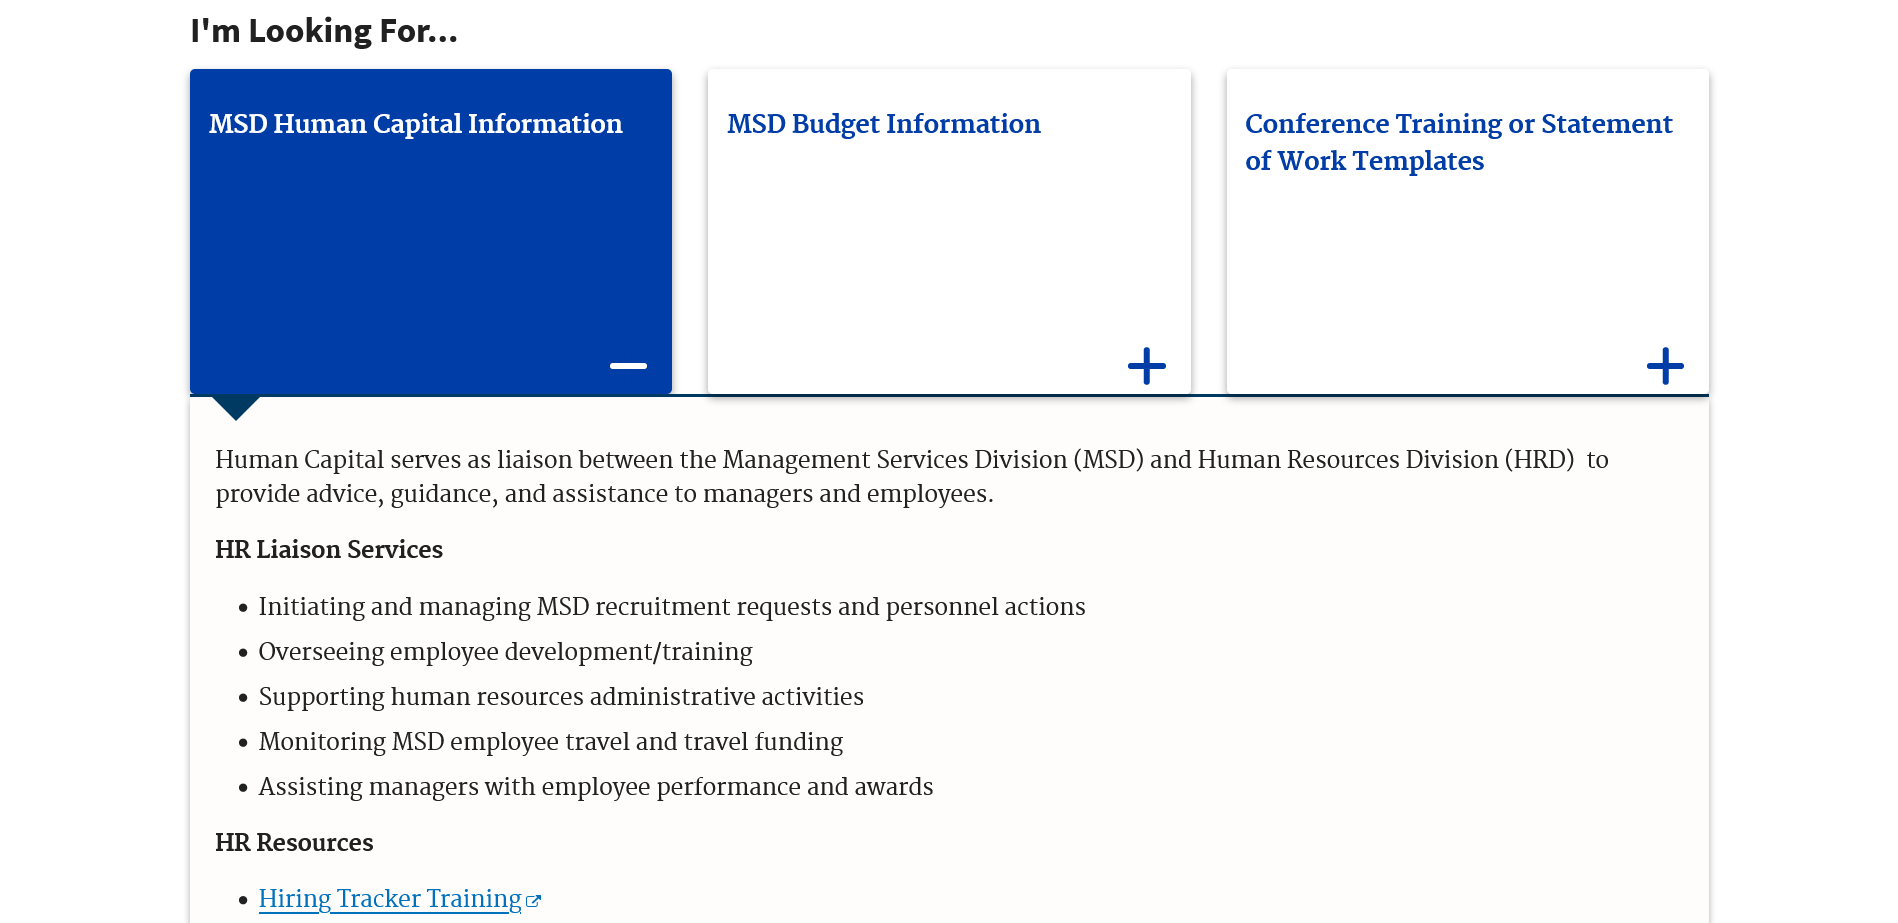 I'm Looking For...
MSD Human Capital Information
MSD Budget Information
Conference Training or Statement
of Work Templates
Human Capital serves as liaison between the Management Services Division (MSD) and Human Resources Division (HRD)  to
provide advice, guidance, and assistance to managers and employees.
HR Liaison Services
• Initiating and managing MSD recruitment requests and personnel actions
• Overseeing employee development/training
• Supporting human resources administrative activities
• Monitoring MSD employee travel and travel funding
• Assisting managers with employee performance and awards
HR Resources
• Hiring Tracker Training